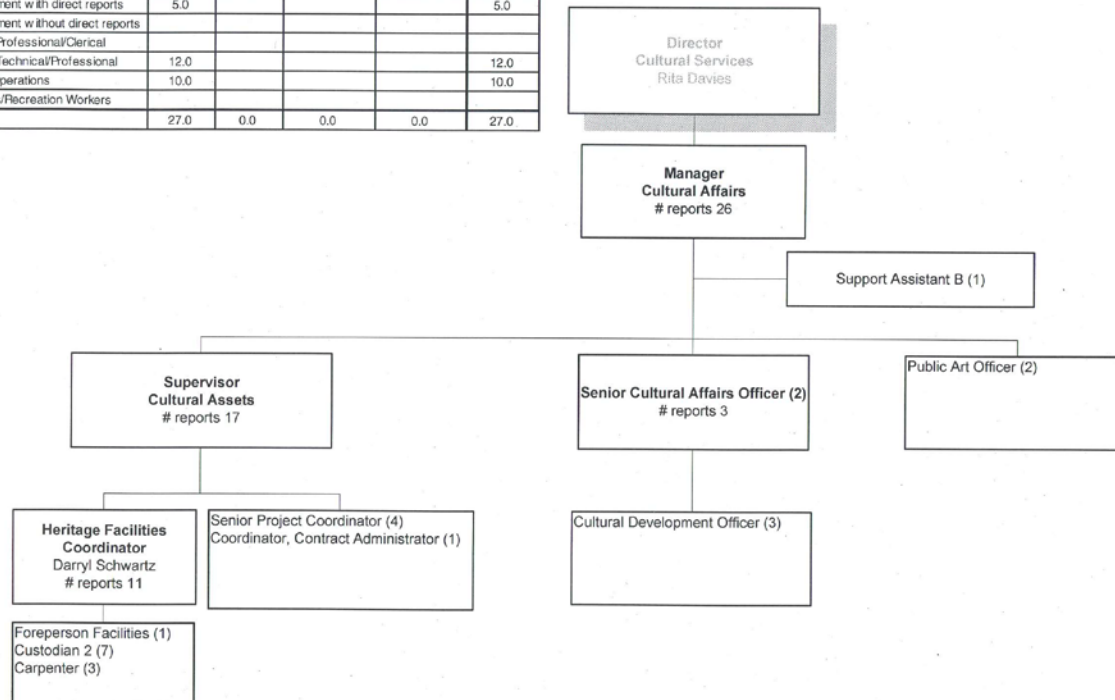 ment with direct reports 5.0 5.0
ment without direct reports
Professional/Clerical
Technical/Professional 12.0 12.0
perations 10.0 10.0
/Recreation Workers
27.0 0.0 0.0 0.0 27.0
Director
Cultural Services
Rita Davies
Manager
Cultural Affairs
# reports 26
Support Assistant B (1)
Supervisor
Cultural Assets
# reports 17
Senior Cultural Affairs Officer (2)
# reports 3
Public Art Officer (2)
Heritage Facilities
Coordinator
Darryl Schwartz
# reports 11
Senior Project Coordinator (4)
Coordinator, Contract Administrator (1)
Cultural Development Officer (3)
Foreperson Facilities (1)
Custodian 2 (7)
Carpenter (3)